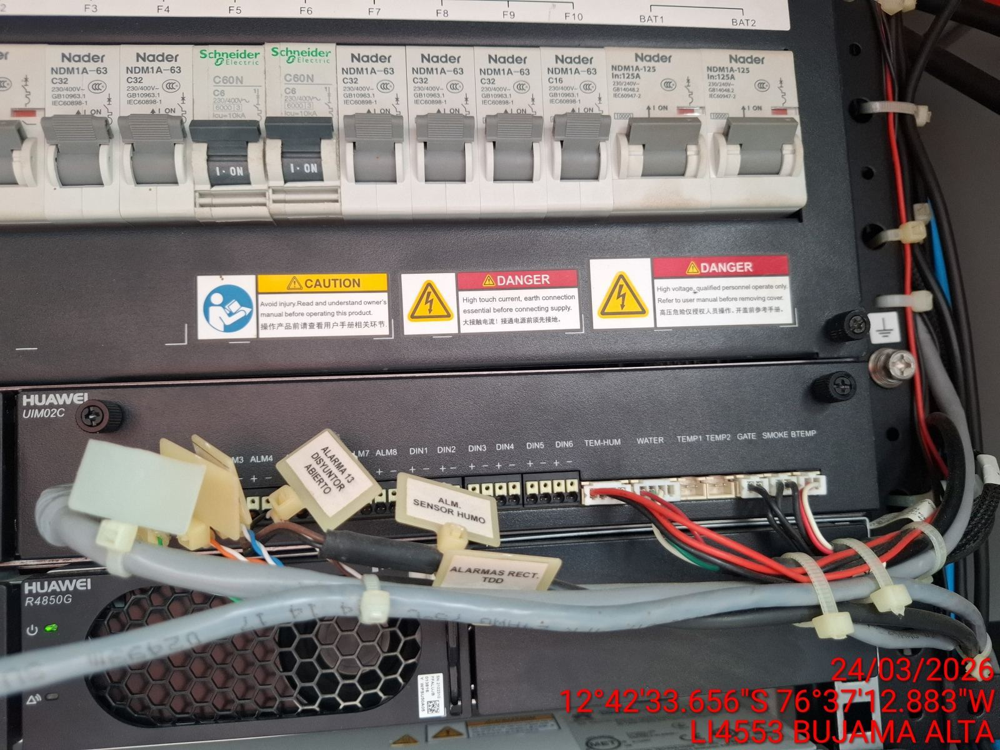 F3 F4 F5 F6 F7 F8 F9 F10 BAT1 BAT2
Nader
NDM1A-63
C32
230/400V~
GB10963.1
IEC60898-1
I ON
Nader
NDM1A-63
C32
230/400V~
GB10963.1
IEC60898-1
I ON
Schneider
Electric
C60N
C6
230/400V~
6000 3
Icu=10kA
I · ON
Schneider
Electric
C60N
C6
230/400V~
6000 3
Icu=10kA
I · ON
Nader
NDM1A-63
C32
230/400V~
GB10963.1
IEC60898-1
I ON
Nader
NDM1A-63
C32
230/400V~
GB10963.1
IEC60898-1
I ON
Nader
NDM1A-63
C32
230/400V~
GB10963.1
IEC60898-1
I ON
Nader
NDM1A-63
C16
230/400V~
GB10963.1
IEC60898-1
I ON
Nader
NDM1A-125
In:125A
230/240V~
GB14048.2
IEC60947-2
I ON
10000
Nader
NDM1A-125
In:125A
230/240V~
GB14048.2
IEC60947-2
I ON
10000
CAUTION
Avoid injury.Read and understand owner's
manual before operating this product.
操作产品前请查看用户手册相关环节.
DANGER
High touch current, earth connection
essential before connecting supply.
大接触电流！接通电源前须先接地。
DANGER
High voltage, qualified personnel operate only.
Refer to user manual before removing cover.
高压危险仅授权人员操作。开盖前参考手册。
HUAWEI
UIM02C
ALM4 ALM8 DIN1 DIN2 DIN3 DIN4 DIN5 DIN6 TEM-HUM WATER TEMP1 TEMP2 GATE SMOKE BTEMP
ALARMA 13
DISYUNTOR
ABIERTO
ALM.
SENSOR HUMO
ALARMAS RECT.
TDD
HUAWEI
R4850G
24/03/2026
12°42'33.656"S 76°37'12.883"W
LI4553 BUJAMA ALTA